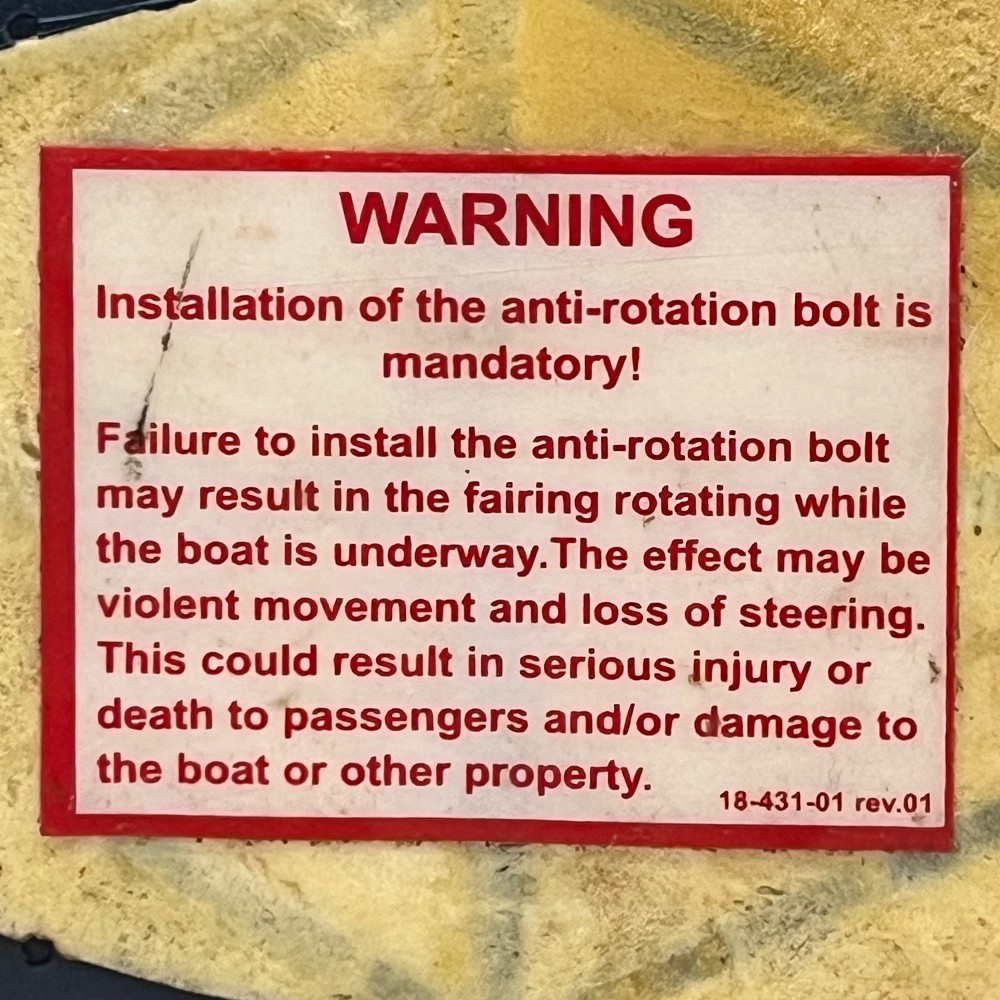 WARNING
Installation of the anti-rotation bolt is
mandatory!
Failure to install the anti-rotation bolt
may result in the fairing rotating while
the boat is underway.The effect may be
violent movement and loss of steering.
This could result in serious injury or
death to passengers and/or damage to
the boat or other property.
18-431-01 rev.01